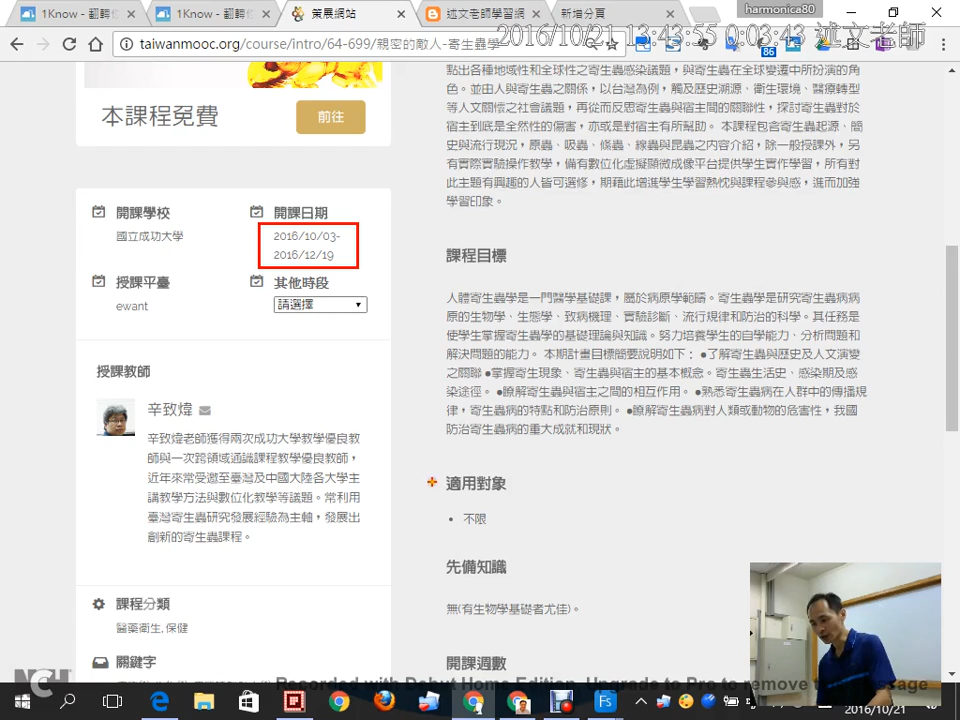 harmonica80
1Know - 翻轉
1Know - 翻轉
策展網站
述文老師學習網
新增分頁
2016/10/21 13:43:55 0:03:43 述文老師
taiwanmooc.org/course/intro/64-699/親密的敵人-寄生蟲學
86
本課程免費
前往
開課學校
國立成功大學
開課日期
2016/10/03-
2016/12/19
授課平臺
ewant
其他時段
請選擇
授課教師
辛致煒
辛致煒老師獲得兩次成功大學教學優良教
師與一次跨領域通識課程教學優良教師，
近年來常受邀至臺灣及中國大陸各大學主
講教學方法與數位化教學等議題。常利用
臺灣寄生蟲研究發展經驗為主軸，發展出
創新的寄生蟲課程。
課程分類
醫藥衛生, 保健
關鍵字
點出各種地域性和全球性之寄生蟲感染議題，與寄生蟲在全球變遷中所扮演的角
色。並由人與寄生蟲之關係，以台灣為例，觸及歷史溯源、衛生環境、醫療轉型
等人文關懷之社會議題，再從而反思寄生蟲與宿主間的關聯性，探討寄生蟲對於
宿主到底是全然性的傷害，亦或是對宿主有所幫助。 本課程包含寄生蟲起源、簡
史與流行現況，原蟲、吸蟲、條蟲、線蟲與昆蟲之內容介紹，除一般授課外，另
有實際實驗操作教學，備有數位化虛擬顯微成像平台提供學生實作學習，所有對
此主題有興趣的人皆可選修，期藉此增進學生學習熱忱與課程參與感，進而加強
學習印象。
課程目標
人體寄生蟲學是一門醫學基礎課，屬於病原學範疇。寄生蟲學是研究寄生蟲病病
原的生物學、生態學、致病機理、實驗診斷、流行規律和防治的科學。其任務是
使學生掌握寄生蟲學的基礎理論與知識。努力培養學生的自學能力、分析問題和
解決問題的能力。 本期計畫目標簡要說明如下： ●了解寄生蟲與歷史及人文演變
之關聯 ●掌握寄生現象、寄生蟲與宿主的基本概念。寄生蟲生活史、感染期及感
染途徑。 ●瞭解寄生蟲與宿主之間的相互作用。 ●熟悉寄生蟲病在人群中的傳播規
律，寄生蟲病的特點和防治原則。 ●瞭解寄生蟲病對人類或動物的危害性，我國
防治寄生蟲病的重大成就和現狀。
適用對象
• 不限
先備知識
無(有生物學基礎者尤佳)。
開課週數
NCH
Recorded with Debut Home Edition. Upgrade to Pro to remove this message
2016/10/21